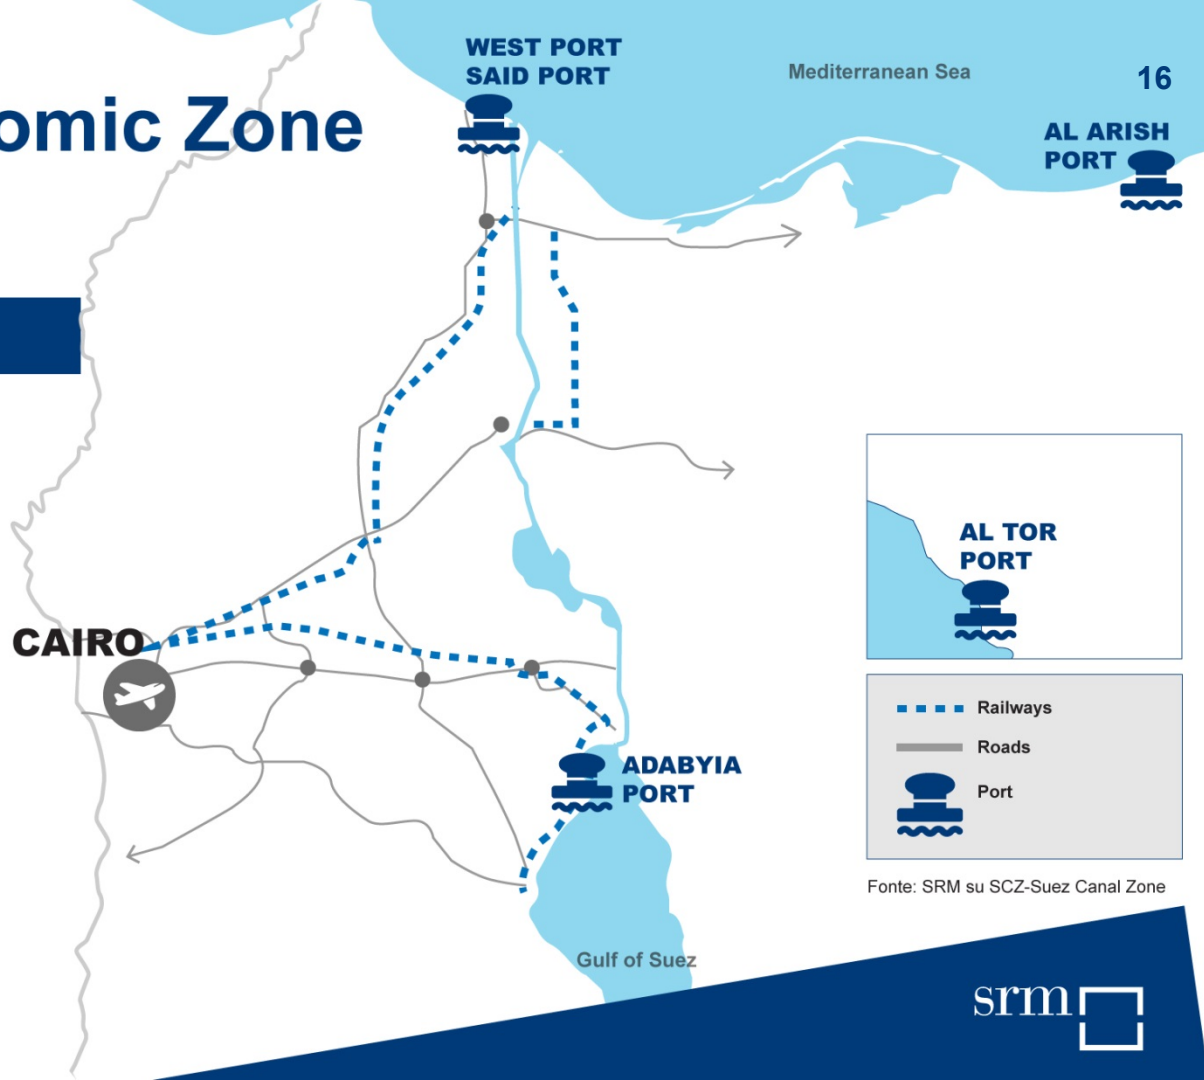 WEST PORT
SAID PORT
Mediterranean Sea
16
omic Zone
AL ARISH
PORT
AL TOR
PORT
CAIRO
Railways
Roads
Port
ADABYIA
PORT
Fonte: SRM su SCZ-Suez Canal Zone
Gulf of Suez
srm